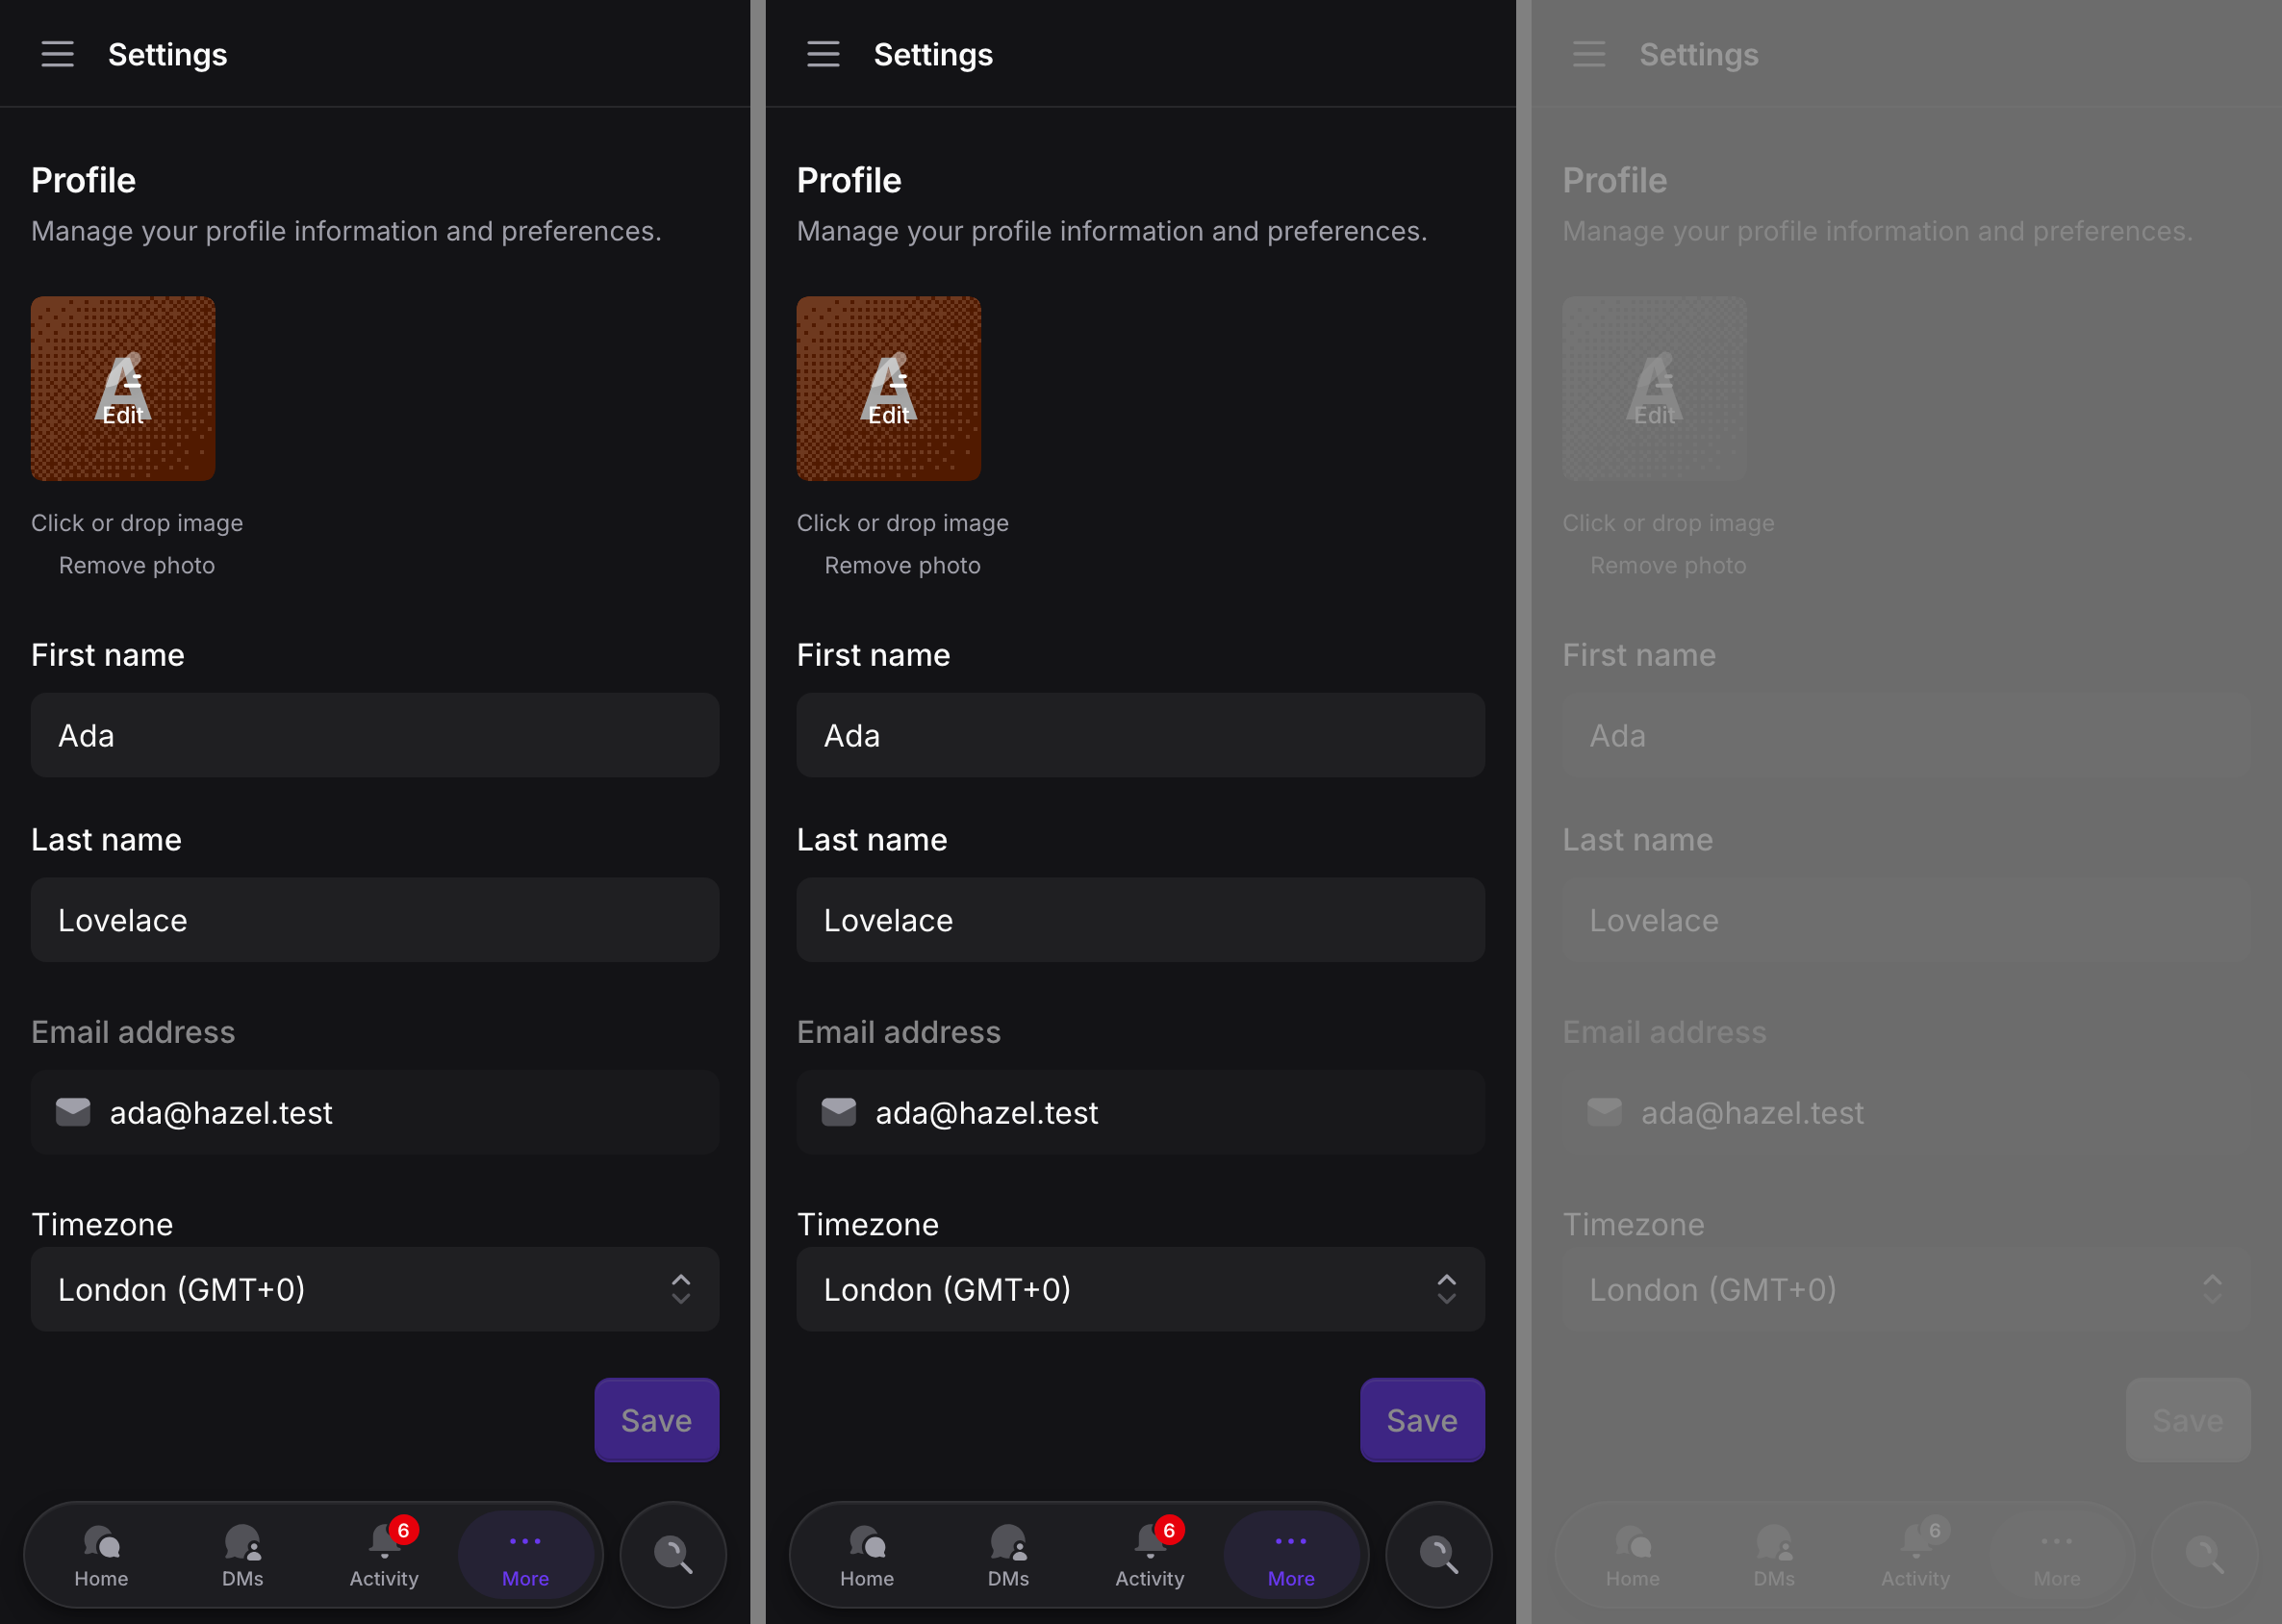 Settings
Profile
Manage your profile information and preferences.
A
Edit
Click or drop image
Remove photo
First name
Ada
Last name
Lovelace
Email address
ada@hazel.test
Timezone
London (GMT+0)
Save
6
Home DMs Activity More
Settings
Profile
Manage your profile information and preferences.
A
Edit
Click or drop image
Remove photo
First name
Ada
Last name
Lovelace
Email address
ada@hazel.test
Timezone
London (GMT+0)
Save
6
Home DMs Activity More
Settings
Profile
Manage your profile information and preferences.
A
Edit
Click or drop image
Remove photo
First name
Ada
Last name
Lovelace
Email address
ada@hazel.test
Timezone
London (GMT+0)
Save
6
Home DMs Activity More